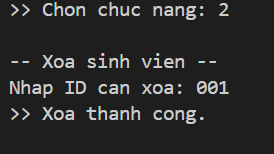 >> Chon chuc nang: 2
-- Xoa sinh vien --
Nhap ID can xoa: 001
>> Xoa thanh cong.